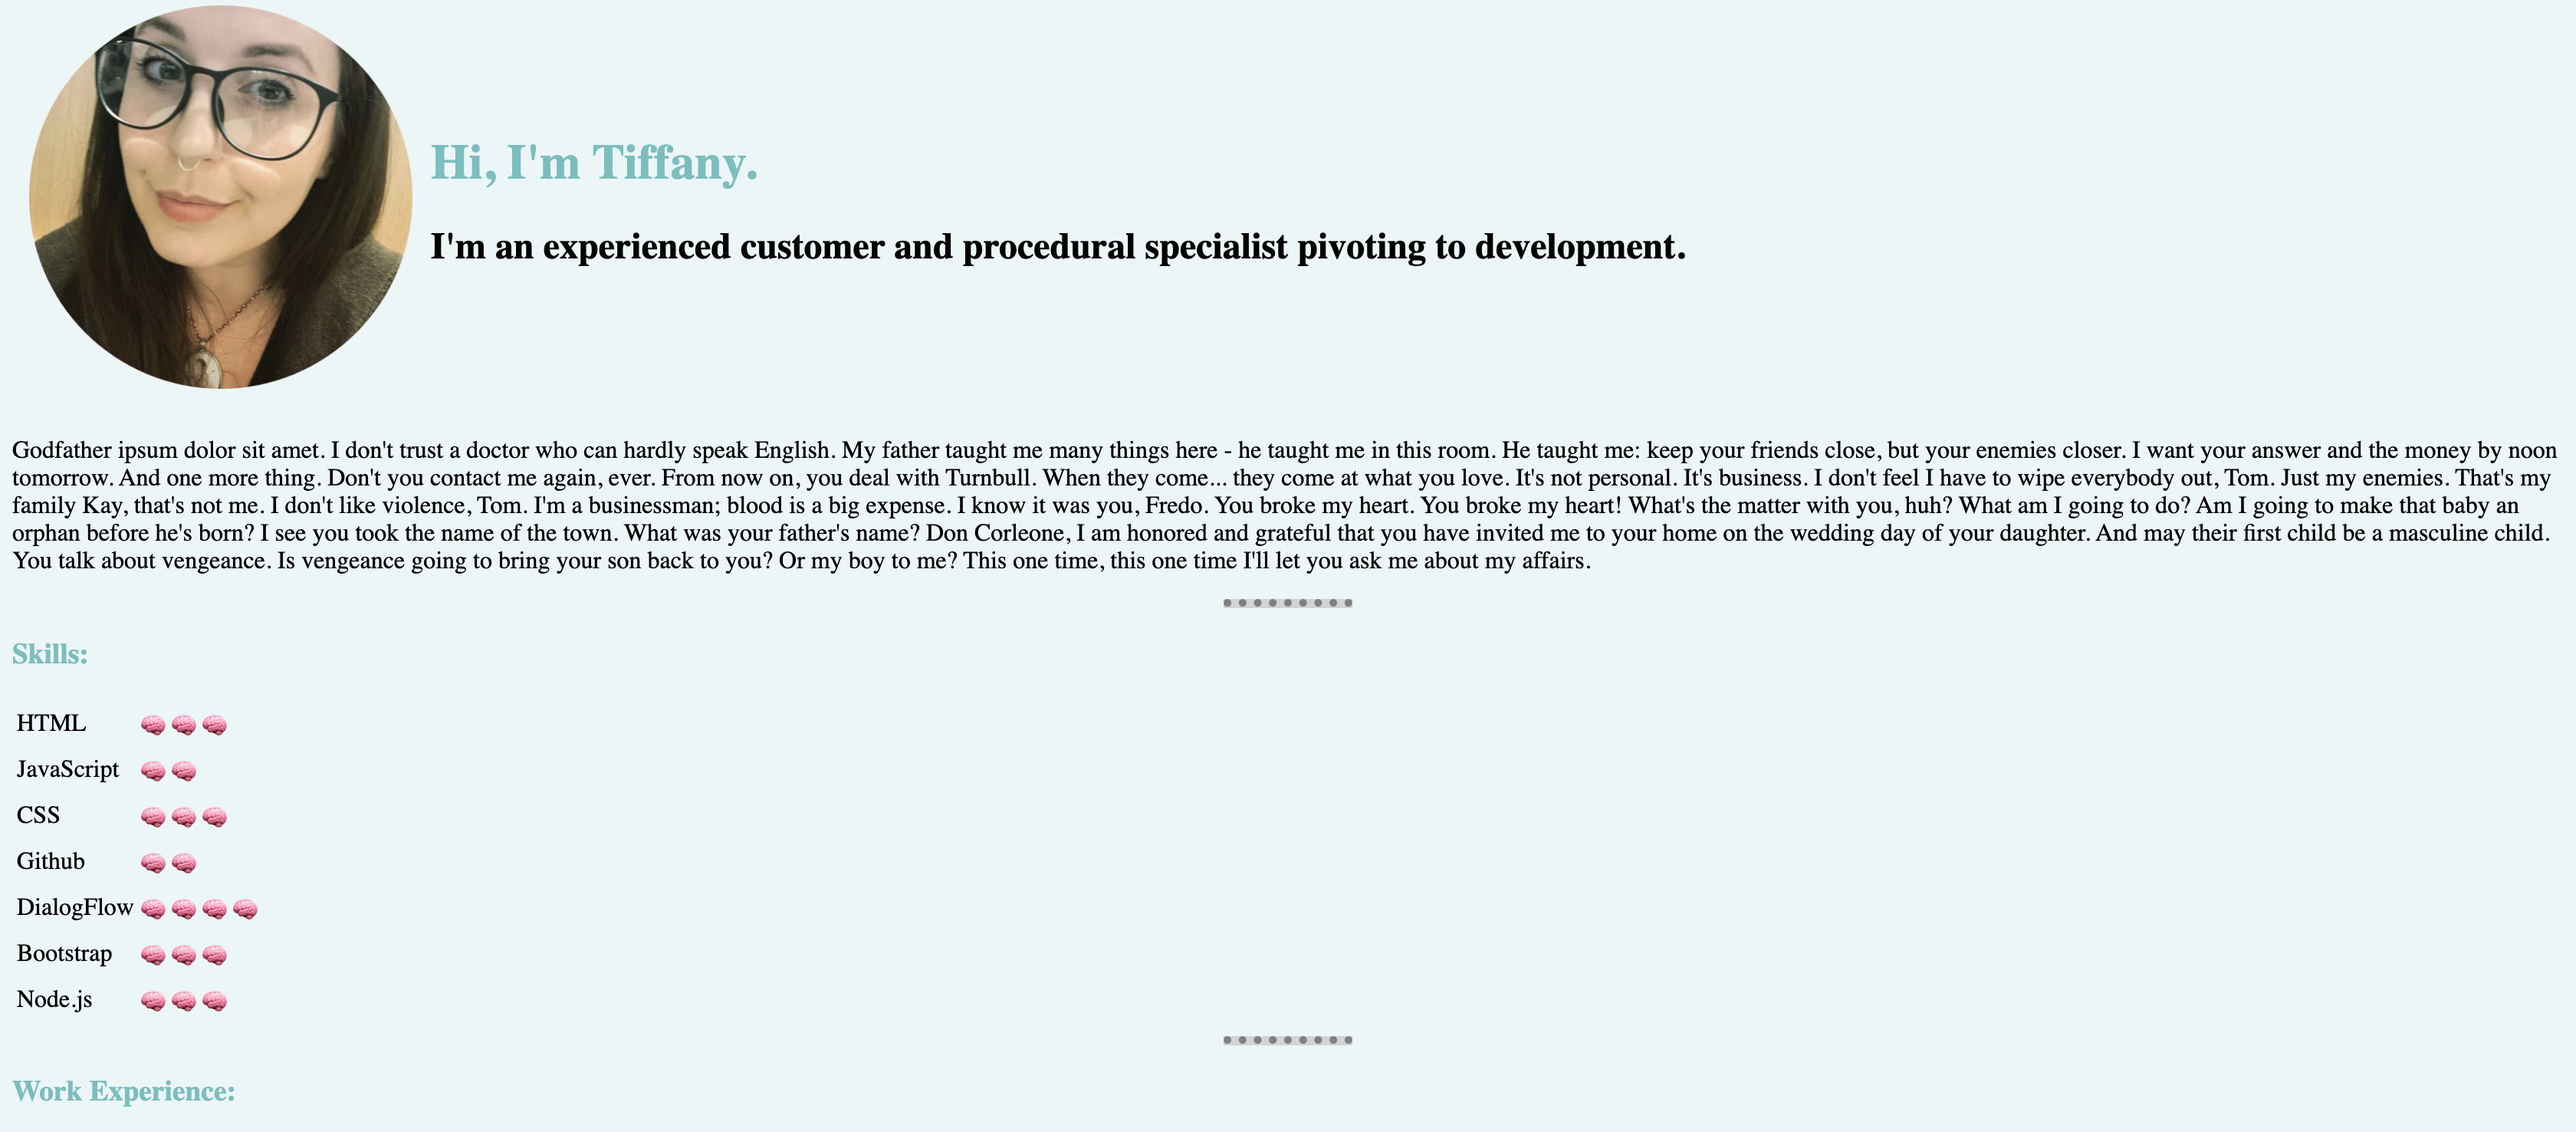 Hi, I'm Tiffany.
I'm an experienced customer and procedural specialist pivoting to development.
Godfather ipsum dolor sit amet. I don't trust a doctor who can hardly speak English. My father taught me many things here - he taught me in this room. He taught me: keep your friends close, but your enemies closer. I want your answer and the money by noon
tomorrow. And one more thing. Don't you contact me again, ever. From now on, you deal with Turnbull. When they come... they come at what you love. It's not personal. It's business. I don't feel I have to wipe everybody out, Tom. Just my enemies. That's my
family Kay, that's not me. I don't like violence, Tom. I'm a businessman; blood is a big expense. I know it was you, Fredo. You broke my heart. You broke my heart! What's the matter with you, huh? What am I going to do? Am I going to make that baby an
orphan before he's born? I see you took the name of the town. What was your father's name? Don Corleone, I am honored and grateful that you have invited me to your home on the wedding day of your daughter. And may their first child be a masculine child.
You talk about vengeance. Is vengeance going to bring your son back to you? Or my boy to me? This one time, this one time I'll let you ask me about my affairs.
Skills:
HTML 🧠🧠🧠
JavaScript 🧠🧠
CSS 🧠🧠🧠
Github 🧠🧠
DialogFlow 🧠🧠🧠🧠
Bootstrap 🧠🧠🧠
Node.js 🧠🧠🧠
Work Experience: